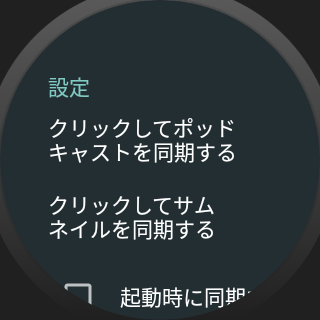 設定
クリックしてポッド
キャストを同期する
クリックしてサム
ネイルを同期する
起動時に同期